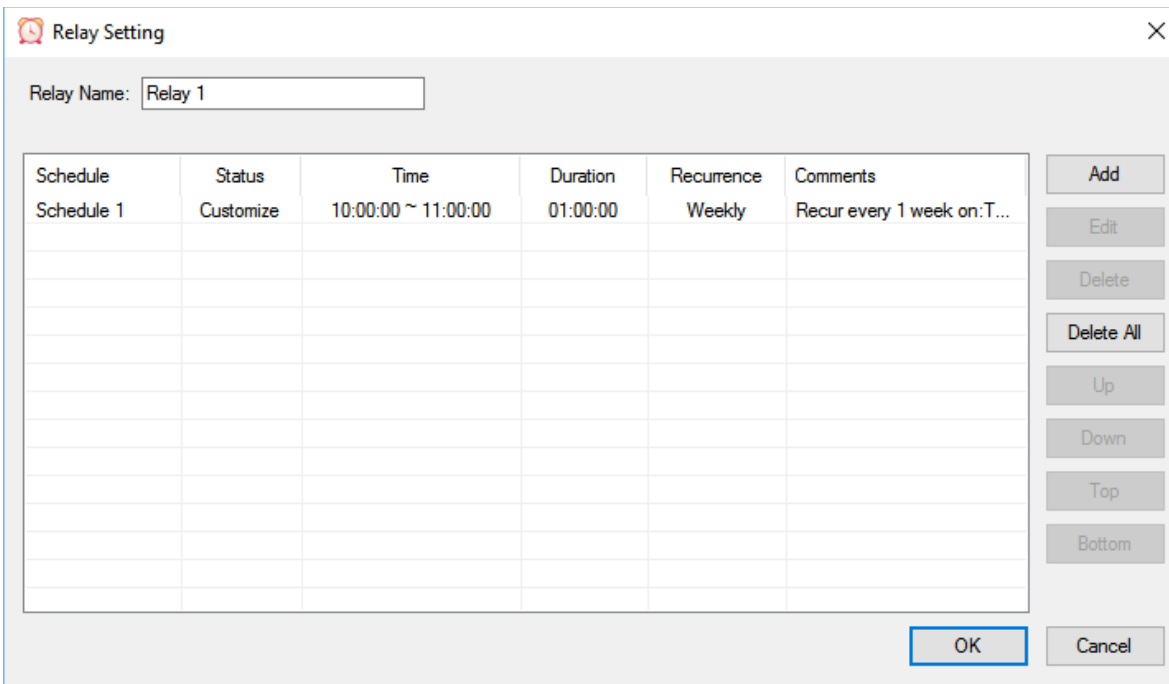 Relay Setting
Relay Name: Relay 1
Schedule Status Time Duration Recurrence Comments
Schedule 1 Customize 10:00:00 ~ 11:00:00 01:00:00 Weekly Recur every 1 week on:T...
Add
Edit
Delete
Delete All
Up
Down
Top
Bottom
OK Cancel